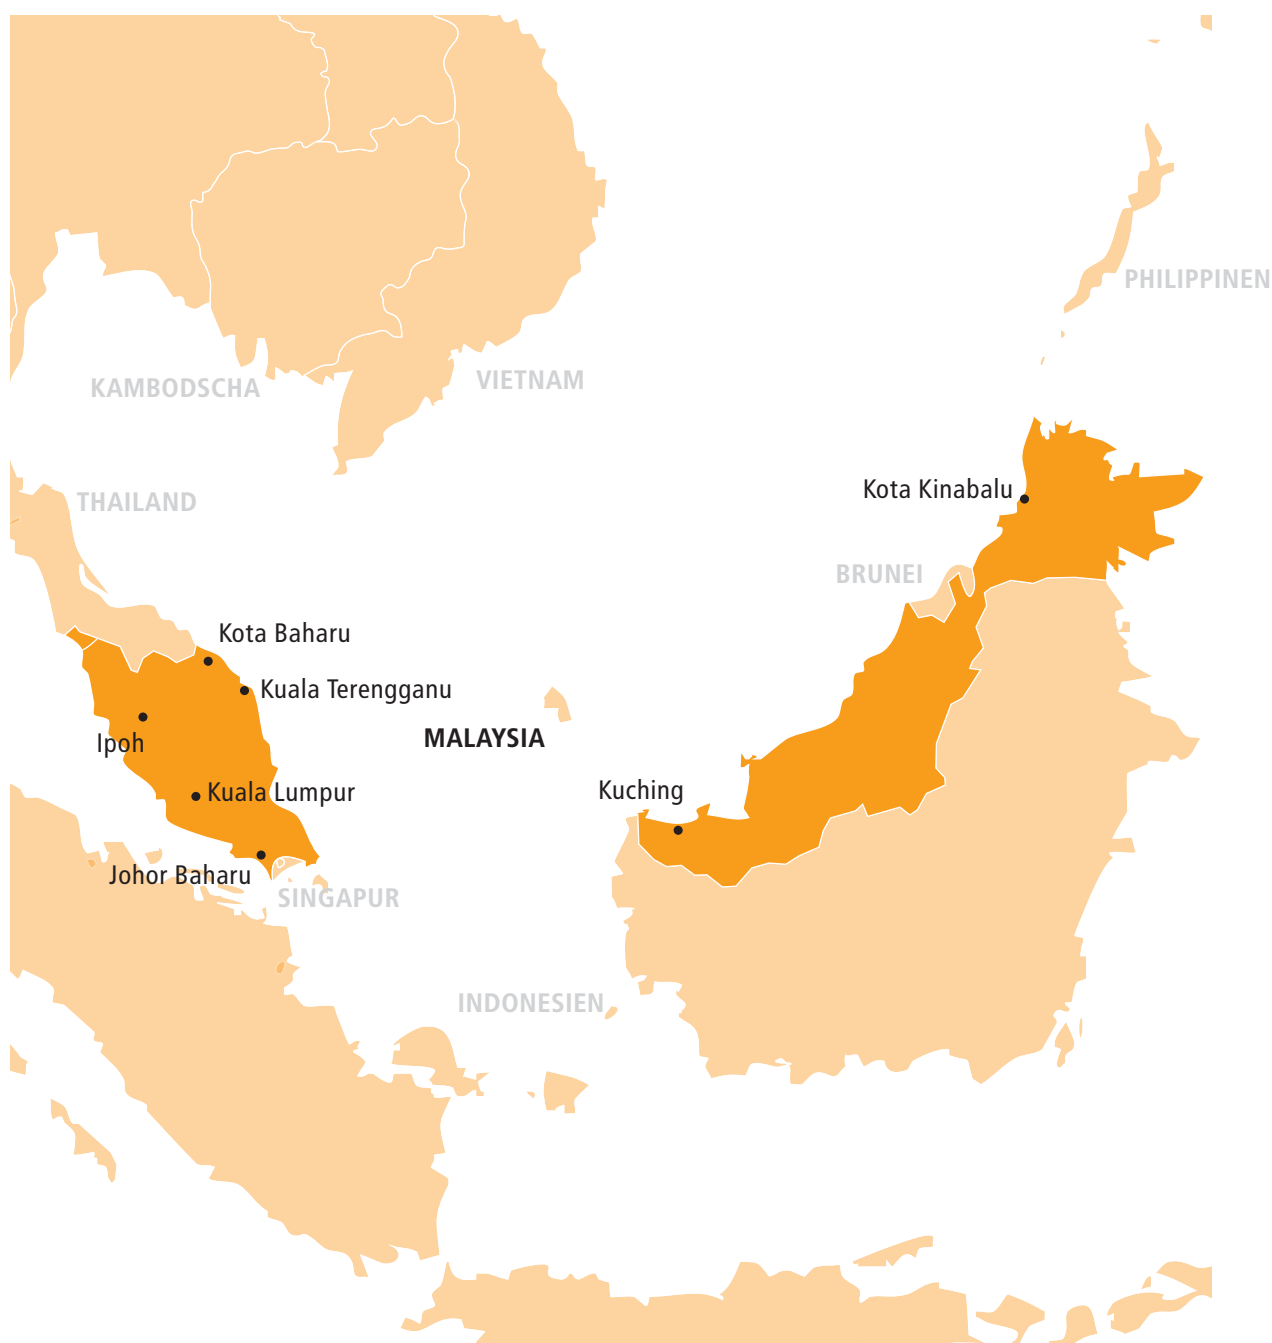 PHILIPPINEN
VIETNAM
KAMBODSCHA
Kota Kinabalu
THAILAND
BRUNEI
Kota Baharu
Kuala Terengganu
MALAYSIA
Ipoh
Kuching
Kuala Lumpur
Johor Baharu
SINGAPUR
INDONESIEN